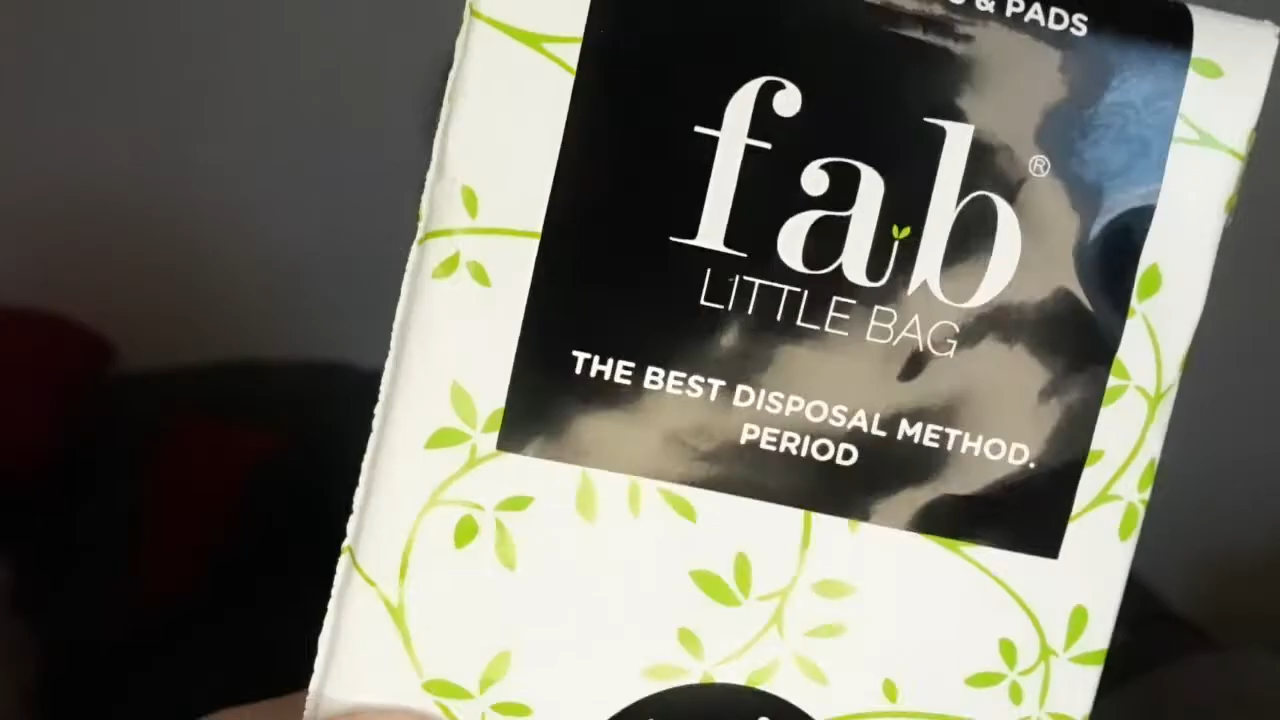 & PADS
fab®
LITTLE BAG
THE BEST DISPOSAL METHOD.
PERIOD